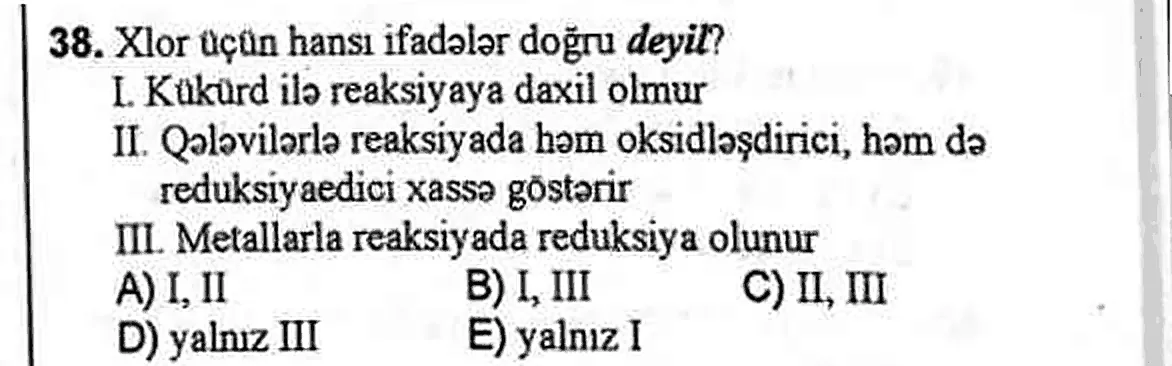 38. Xlor üçün hansı ifadələr doğru deyil?
I. Kükürd ilə reaksiyaya daxil olmur
II. Qələvilərlə reaksiyada həm oksidləşdirici, həm də
reduksiyaedici xassə göstərir
III. Metallarla reaksiyada reduksiya olunur
A) I, II B) I, III C) II, III
D) yalnız III E) yalnız I